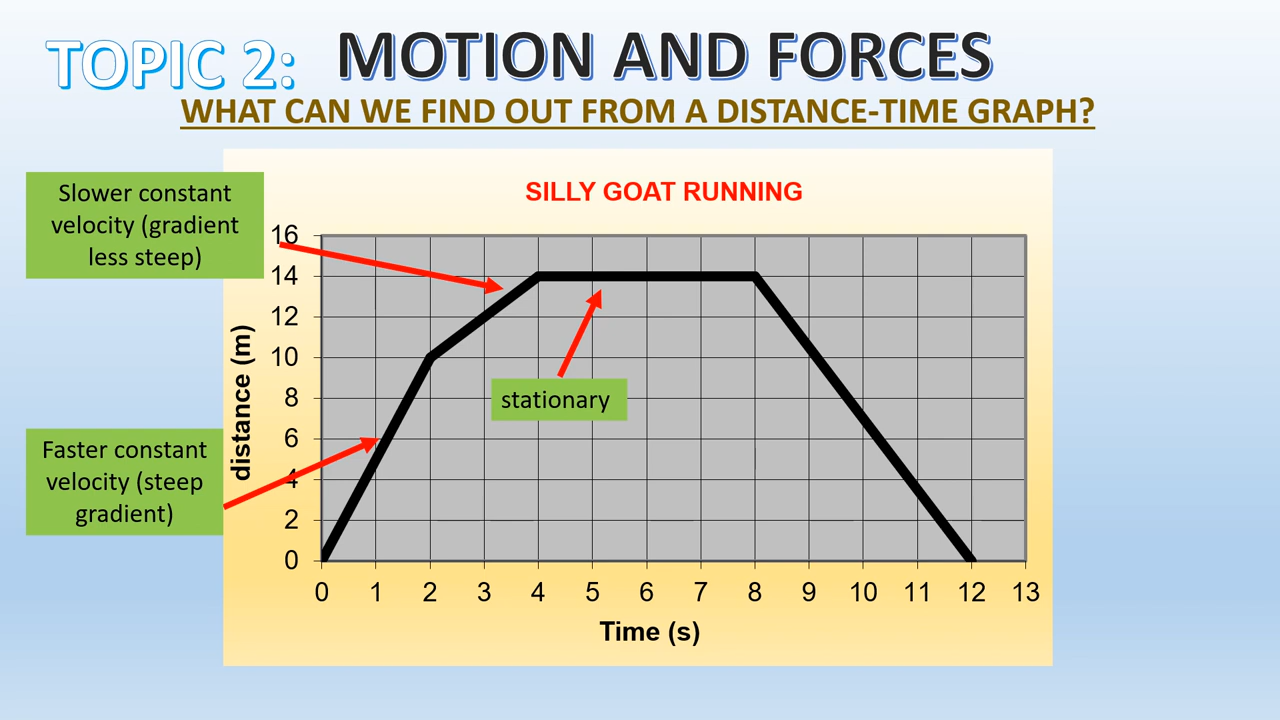 TOPIC 2: MOTION AND FORCES
WHAT CAN WE FIND OUT FROM A DISTANCE-TIME GRAPH?
SILLY GOAT RUNNING
Slower constant
velocity (gradient
less steep)
Faster constant
velocity (steep
gradient)
stationary
distance (m)
16
14
12
10
8
6
4
2
0
0 1 2 3 4 5 6 7 8 9 10 11 12 13
Time (s)